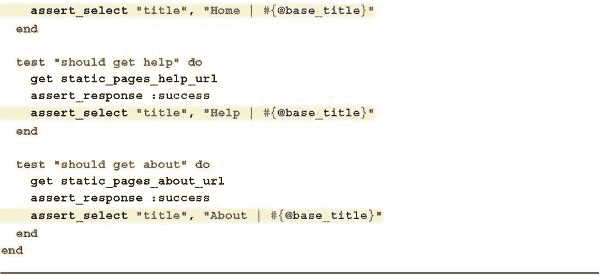 assert_select "title", "Home | #{@base_title}"
  end

  test "should get help" do
    get static_pages_help_url
    assert_response :success
    assert_select "title", "Help | #{@base_title}"
  end

  test "should get about" do
    get static_pages_about_url
    assert_response :success
    assert_select "title", "About | #{@base_title}"
  end
end